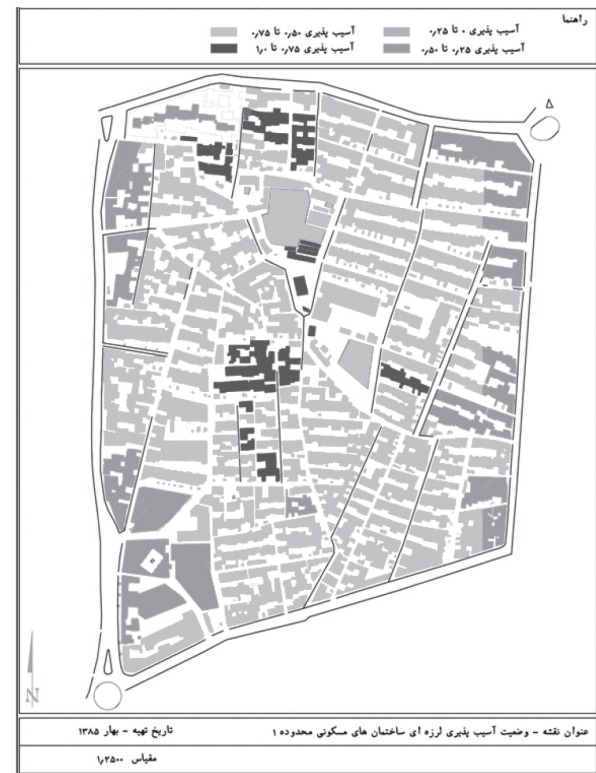 راهنما
آسیب پذیری ۰ تا ۰٫۲۵
آسیب پذیری ۰٫۵۰ تا ۰٫۷۵
آسیب پذیری ۰٫۲۵ تا ۰٫۵۰
آسیب پذیری ۰٫۷۵ تا ۱٫۰
N
عنوان نقشه - وضعیت آسیب پذیری لرزه ای ساختمان های مسکونی محدوده ۱
تاریخ تهیه - بهار ۱۳۸۵
مقیاس ۱٫۲۵۰۰